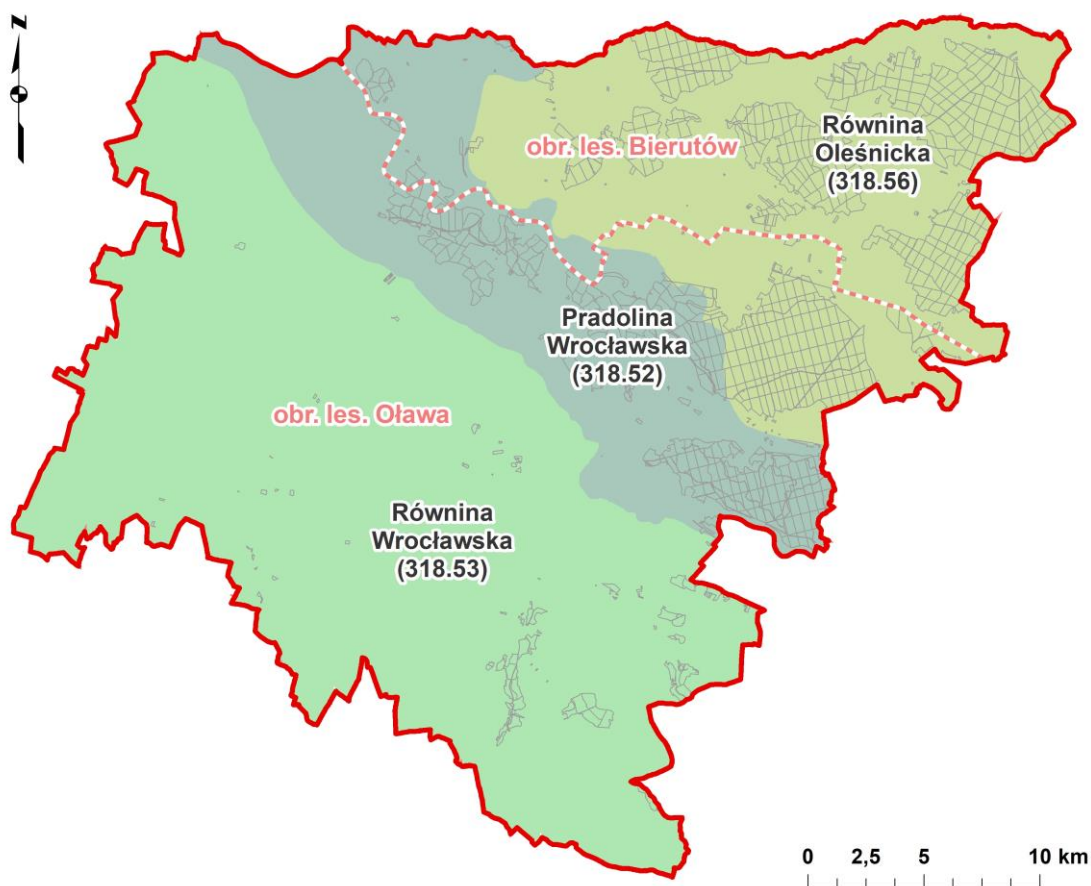 N
obr. les. Bierutów
Równina
Oleśnicka
(318.56)
Pradolina
Wrocławska
(318.52)
obr. les. Oława
Równina
Wrocławska
(318.53)
0 2,5 5 10 km